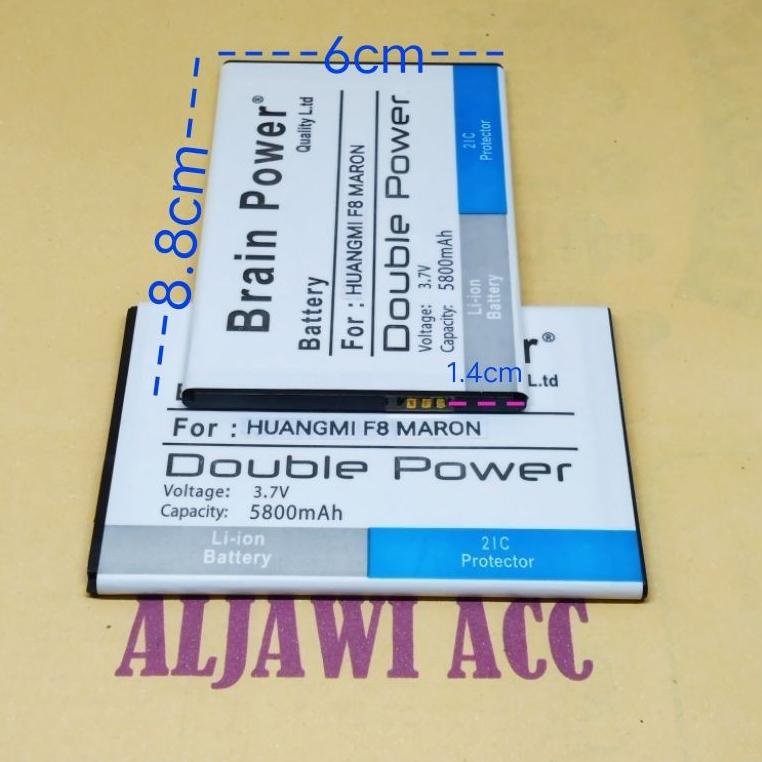 6cm
8.8cm
Brain Power®
Quality L.td
Battery
For : HUANGMI F8 MARON
Double Power
Voltage: 3.7V
Capacity: 5800mAh
Li-ion
Battery
21C
Protector
1.4cm
®
L.td
For : HUANGMI F8 MARON
Double Power
Voltage: 3.7V
Capacity: 5800mAh
Li-ion
Battery
21C
Protector
ALJAWI ACC